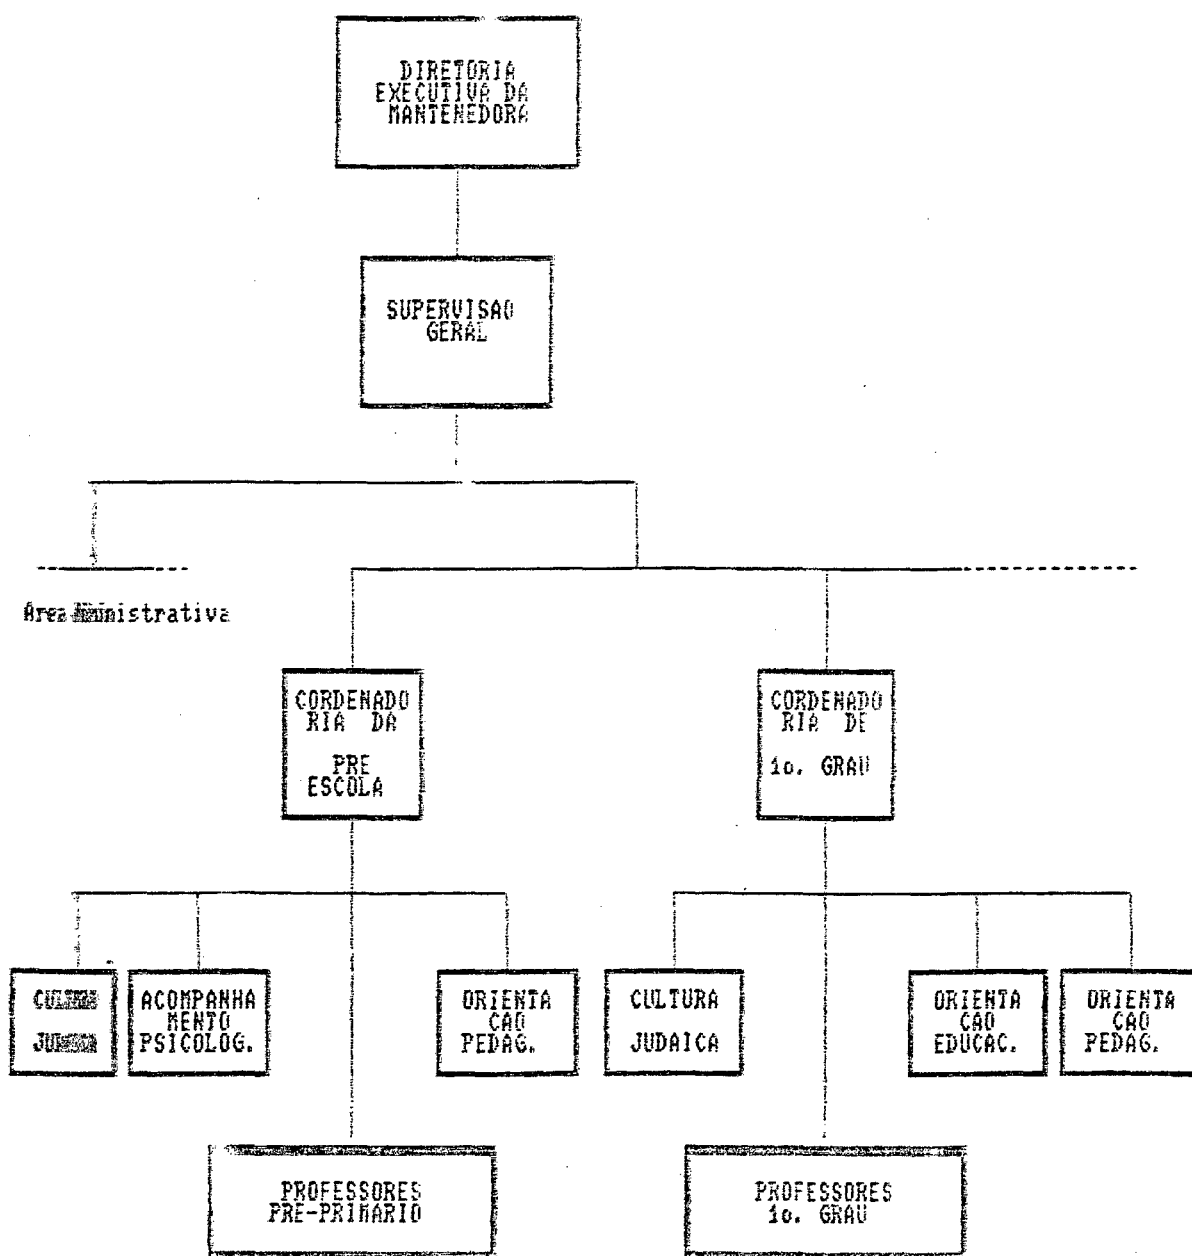 DIRETORIA
EXECUTIVA DA
MANTENEDORA
SUPERVISAO
GERAL
Area
CORDENADO
RIA DA
PRE
ESCOLA
CORDENADO
RIA DE
1o. GRAU
ACOMPANHA
MENTO
PSICOLOG.
ORIENTA
CAO
PEDAG.
CULTURA
JUDAICA
ORIENTA
CAO
EDUCAC.
ORIENTA
CAO
PEDAG.
PROFESSORES
PRE-PRIMARIO
PROFESSORES
1o. GRAU